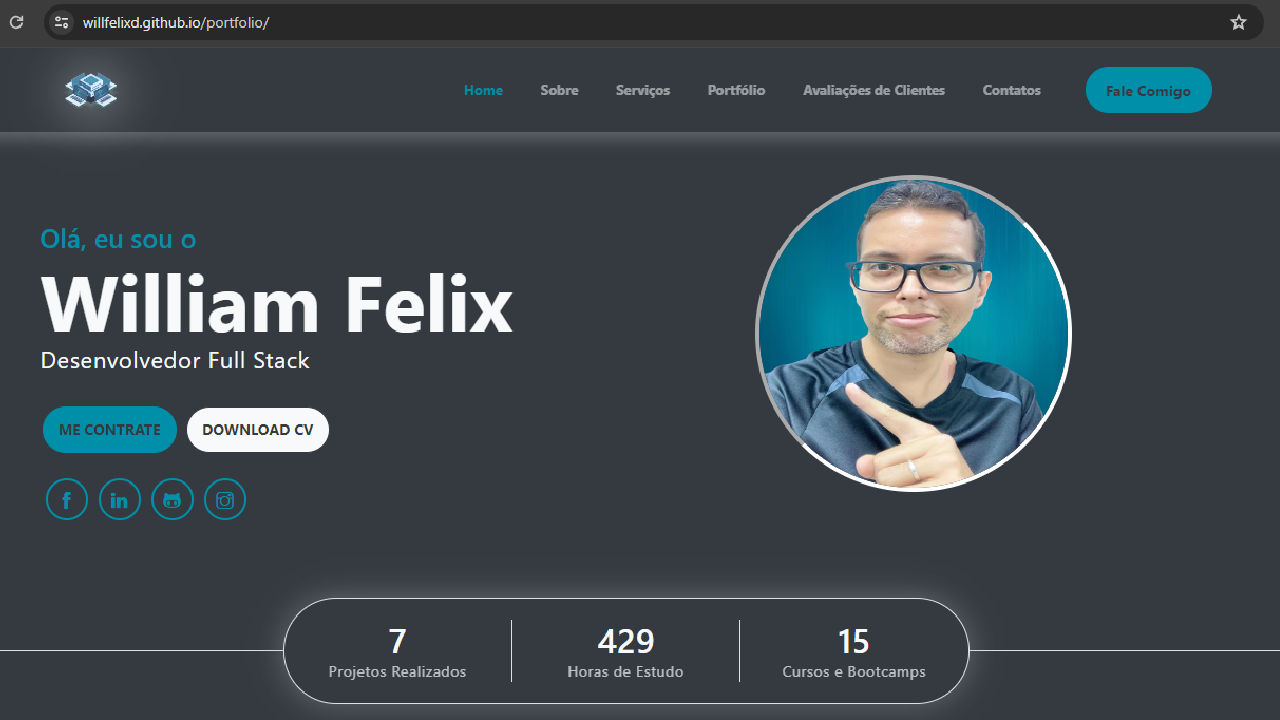 willfelixd.github.io/portfolio/
Home Sobre Serviços Portfólio Avaliações de Clientes Contatos Fale Comigo
Olá, eu sou o
William Felix
Desenvolvedor Full Stack
ME CONTRATE DOWNLOAD CV
7 429 15
Projetos Realizados Horas de Estudo Cursos e Bootcamps